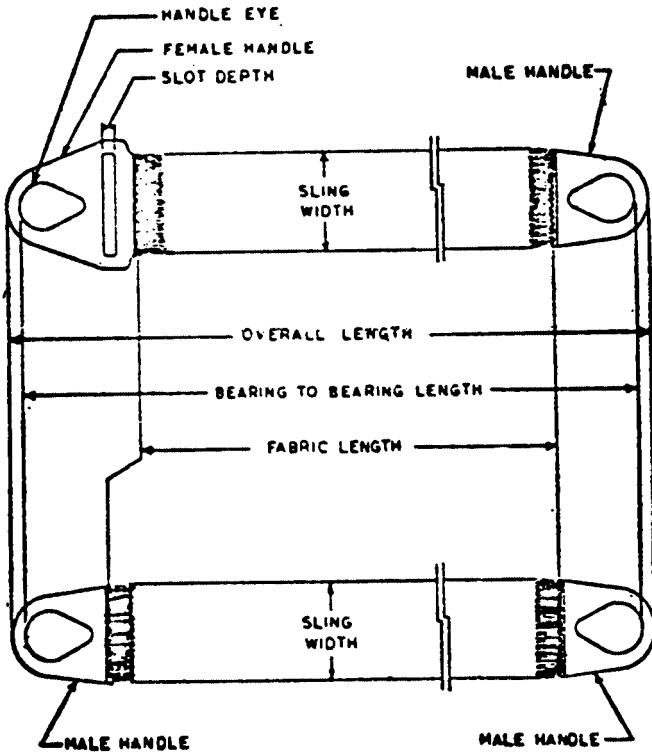 HANDLE EYE
FEMALE HANDLE
SLOT DEPTH
MALE HANDLE
SLING
WIDTH
OVERALL LENGTH
BEARING TO BEARING LENGTH
FABRIC LENGTH
SLING
WIDTH
MALE HANDLE
MALE HANDLE